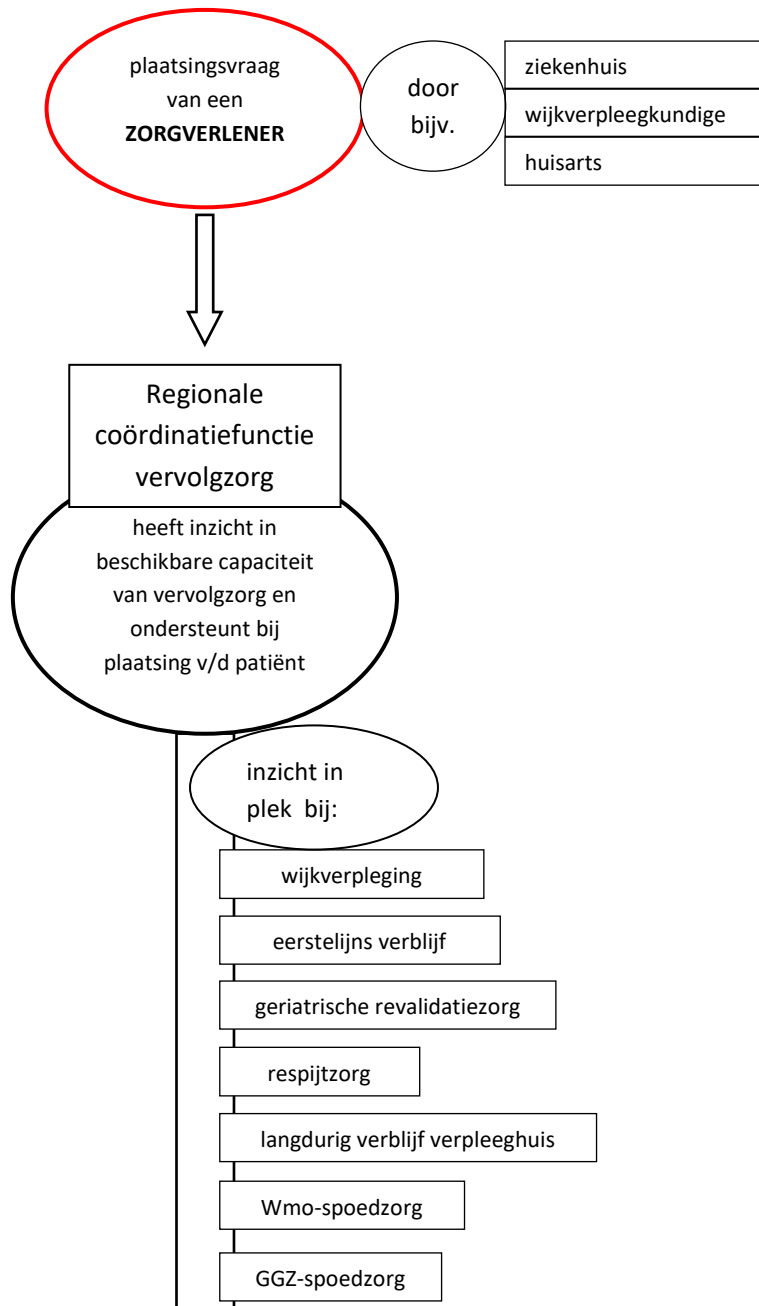 plaatsingsvraag
van een
ZORGVERLENER
door
bijv.
ziekenhuis
wijkverpleegkundige
huisarts
Regionale
coördinatiefunctie
vervolgzorg
heeft inzicht in
beschikbare capaciteit
van vervolgzorg en
ondersteunt bij
plaatsing v/d patiënt
inzicht in
plek bij:
wijkverpleging
eerstelijns verblijf
geriatrische revalidatiezorg
respijtzorg
langdurig verblijf verpleeghuis
Wmo-spoedzorg
GGZ-spoedzorg